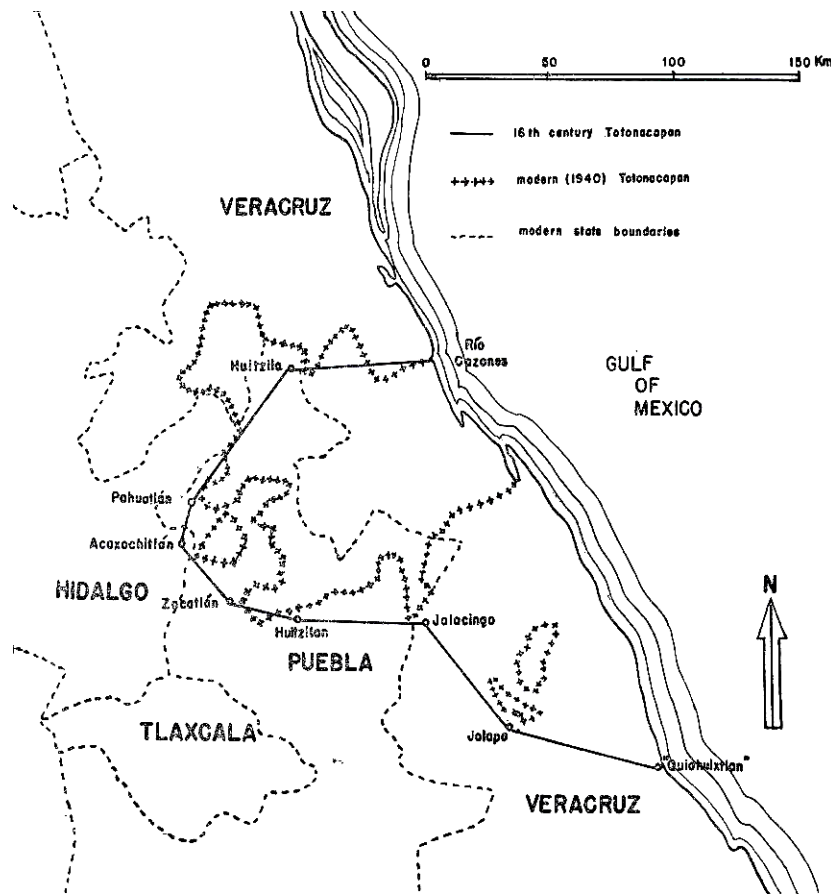 0 50 100 150 Km
16th century Totonacapan
modern (1940) Totonacapan
modern state boundaries
VERACRUZ
Río
Cazones
Huitzila
GULF
OF
MEXICO
Pahuatlán
Acaxochitlán
HIDALGO
Zacatlán
Huitzilan
Jalacingo
N
PUEBLA
TLAXCALA
Jalapa
"Quiahuixtlan"
VERACRUZ